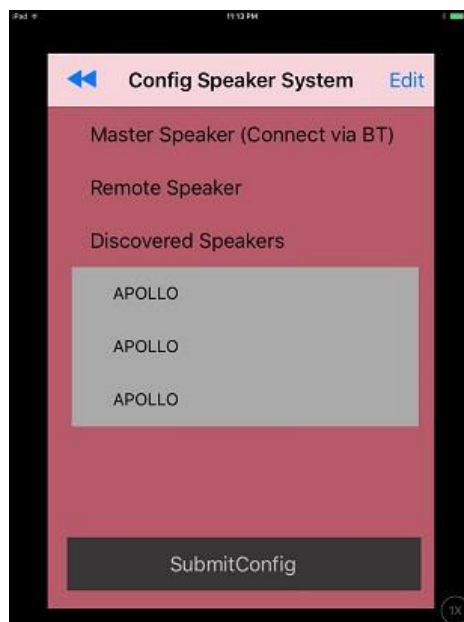 iPad
11:13 PM
Config Speaker System
Edit
Master Speaker (Connect via BT)
Remote Speaker
Discovered Speakers
APOLLO
APOLLO
APOLLO
SubmitConfig
1X